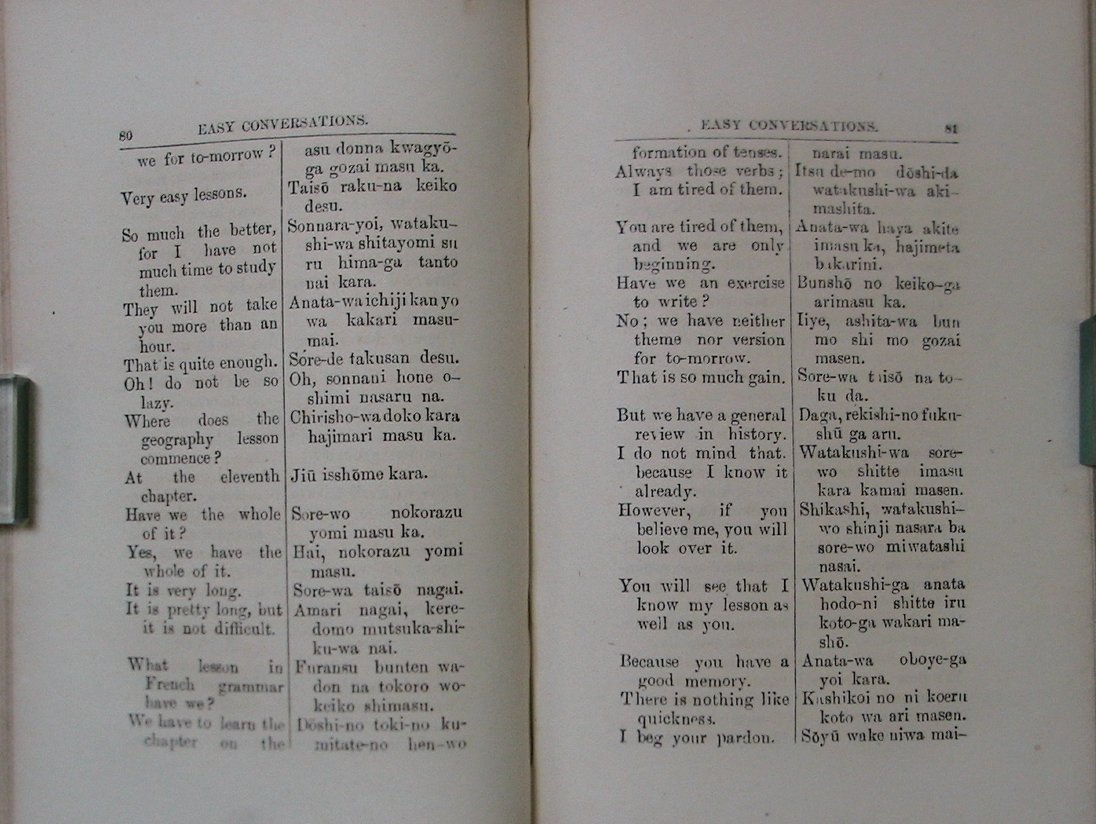 80
EASY CONVERSATIONS.
we for to-morrow ?
Very easy lessons.
So much the better,
for I have not
much time to study
them.
They will not take
you more than an
hour.
That is quite enough.
Oh! do not be so
lazy.
Where does the
geography lesson
commence ?
At the eleventh
chapter.
Have we the whole
of it ?
Yes, we have the
whole of it.
It is very long.
It is pretty long, but
it is not difficult.
What lesson in
French grammar
have we ?
We have to learn the
chapter on the
asu donna kwagyō-
ga gozai masu ka.
Taisō raku-na keiko
desu.
Sonnara-yoi, wataku-
shi-wa shitayomi su
ru hima-ga tanto
nai kara.
Anata-wa ichiji kan yo
wa kakari masu-
mai.
Sore-de takusan desu.
Oh, sonnani hone o-
shimi nasaru na.
Chirisho-wa doko kara
hajimari masu ka.
Jiū isshōme kara.
Sore-wo nokorazu
yomi masu ka.
Hai, nokorazu yomi
masu.
Sore-wa taisō nagai.
Amari nagai, kere-
domo mutsuka-shi-
ku-wa nai.
Furansu bunten wa-
don na tokoro wo-
keiko shimasu.
Dōshi-no toki-no ku-
mitate-no hen-wo
EASY CONVERSATIONS.
81
formation of tenses.
Always those verbs ;
I am tired of them.
You are tired of them,
and we are only
beginning.
Have we an exercise
to write ?
No ; we have neither
theme nor version
for to-morrow.
That is so much gain.
But we have a general
review in history.
I do not mind that.
because I know it
already.
However, if you
believe me, you will
look over it.
You will see that I
know my lesson as
well as you.
Because you have a
good memory.
There is nothing like
quickness.
I beg your pardon.
narai masu.
Itsu de-mo dōshi-da
watakushi-wa aki-
mashita.
Anata-wa haya akite
imasu ka, hajimeta
bakarini.
Bunshō no keiko-ga
arimasu ka.
Iiye, ashita-wa bun
mo shi mo gozai
masen.
Sore-wa taisō na to-
ku da.
Daga, rekishi-no fuku-
shū ga aru.
Watakushi-wa sore-
wo shitte imasu
kara kamai masen.
Shikashi, watakushi-
wo shinji nasara ba
sore-wo miwatashi
nasai.
Watakushi-ga anata
hodo-ni shitte iru
koto-ga wakari ma-
shō.
Anata-wa oboye-ga
yoi kara.
Kashikoi no ni koeru
koto wa ari masen.
Sōyū wake niwa mai-